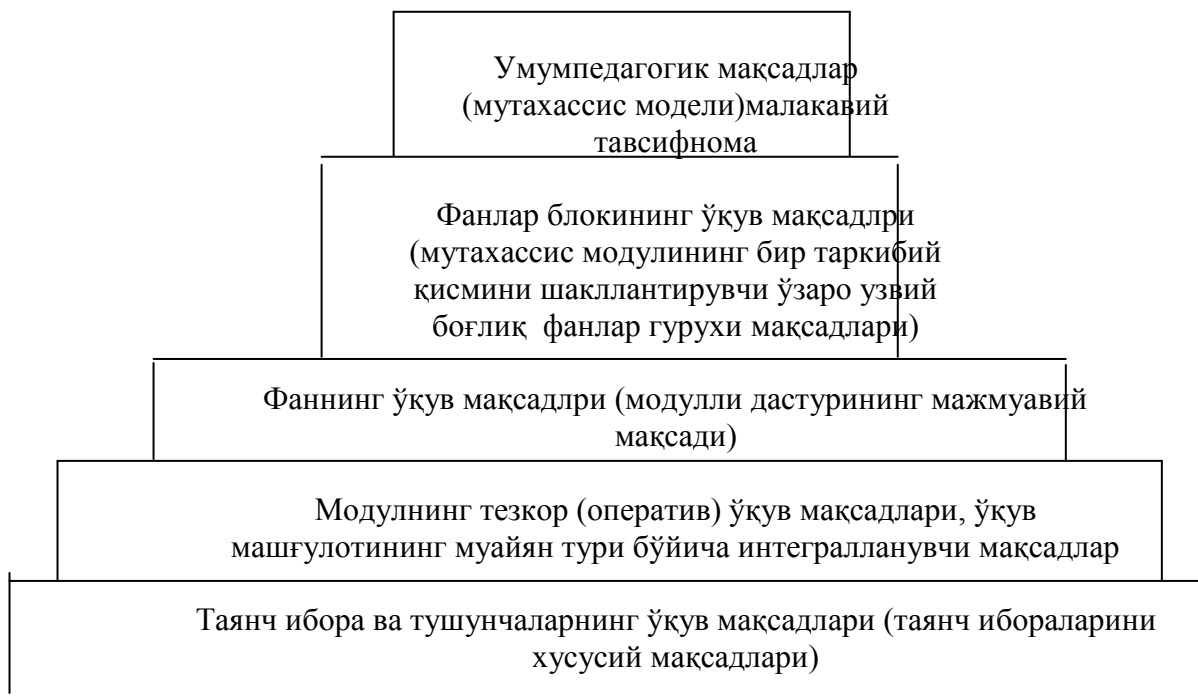 Умумпедагогик мақсадлар
(мутахассис модели)малакавий
тавсифнома
Фанлар блокининг ўқув мақсадлри
(мутахассис модулининг бир таркибий
қисмини шакллантирувчи ўзаро узвий
боғлиқ фанлар гурухи мақсадлари)
Фаннинг ўқув мақсадлри (модулли дастурининг мажмуавий
мақсади)
Модулнинг тезкор (оператив) ўқув мақсадлари, ўқув
машғулотининг муайян тури бўйича интегралланувчи мақсадлар
Таянч ибора ва тушунчаларнинг ўқув мақсадлари (таянч ибораларини
хусусий мақсадлари)